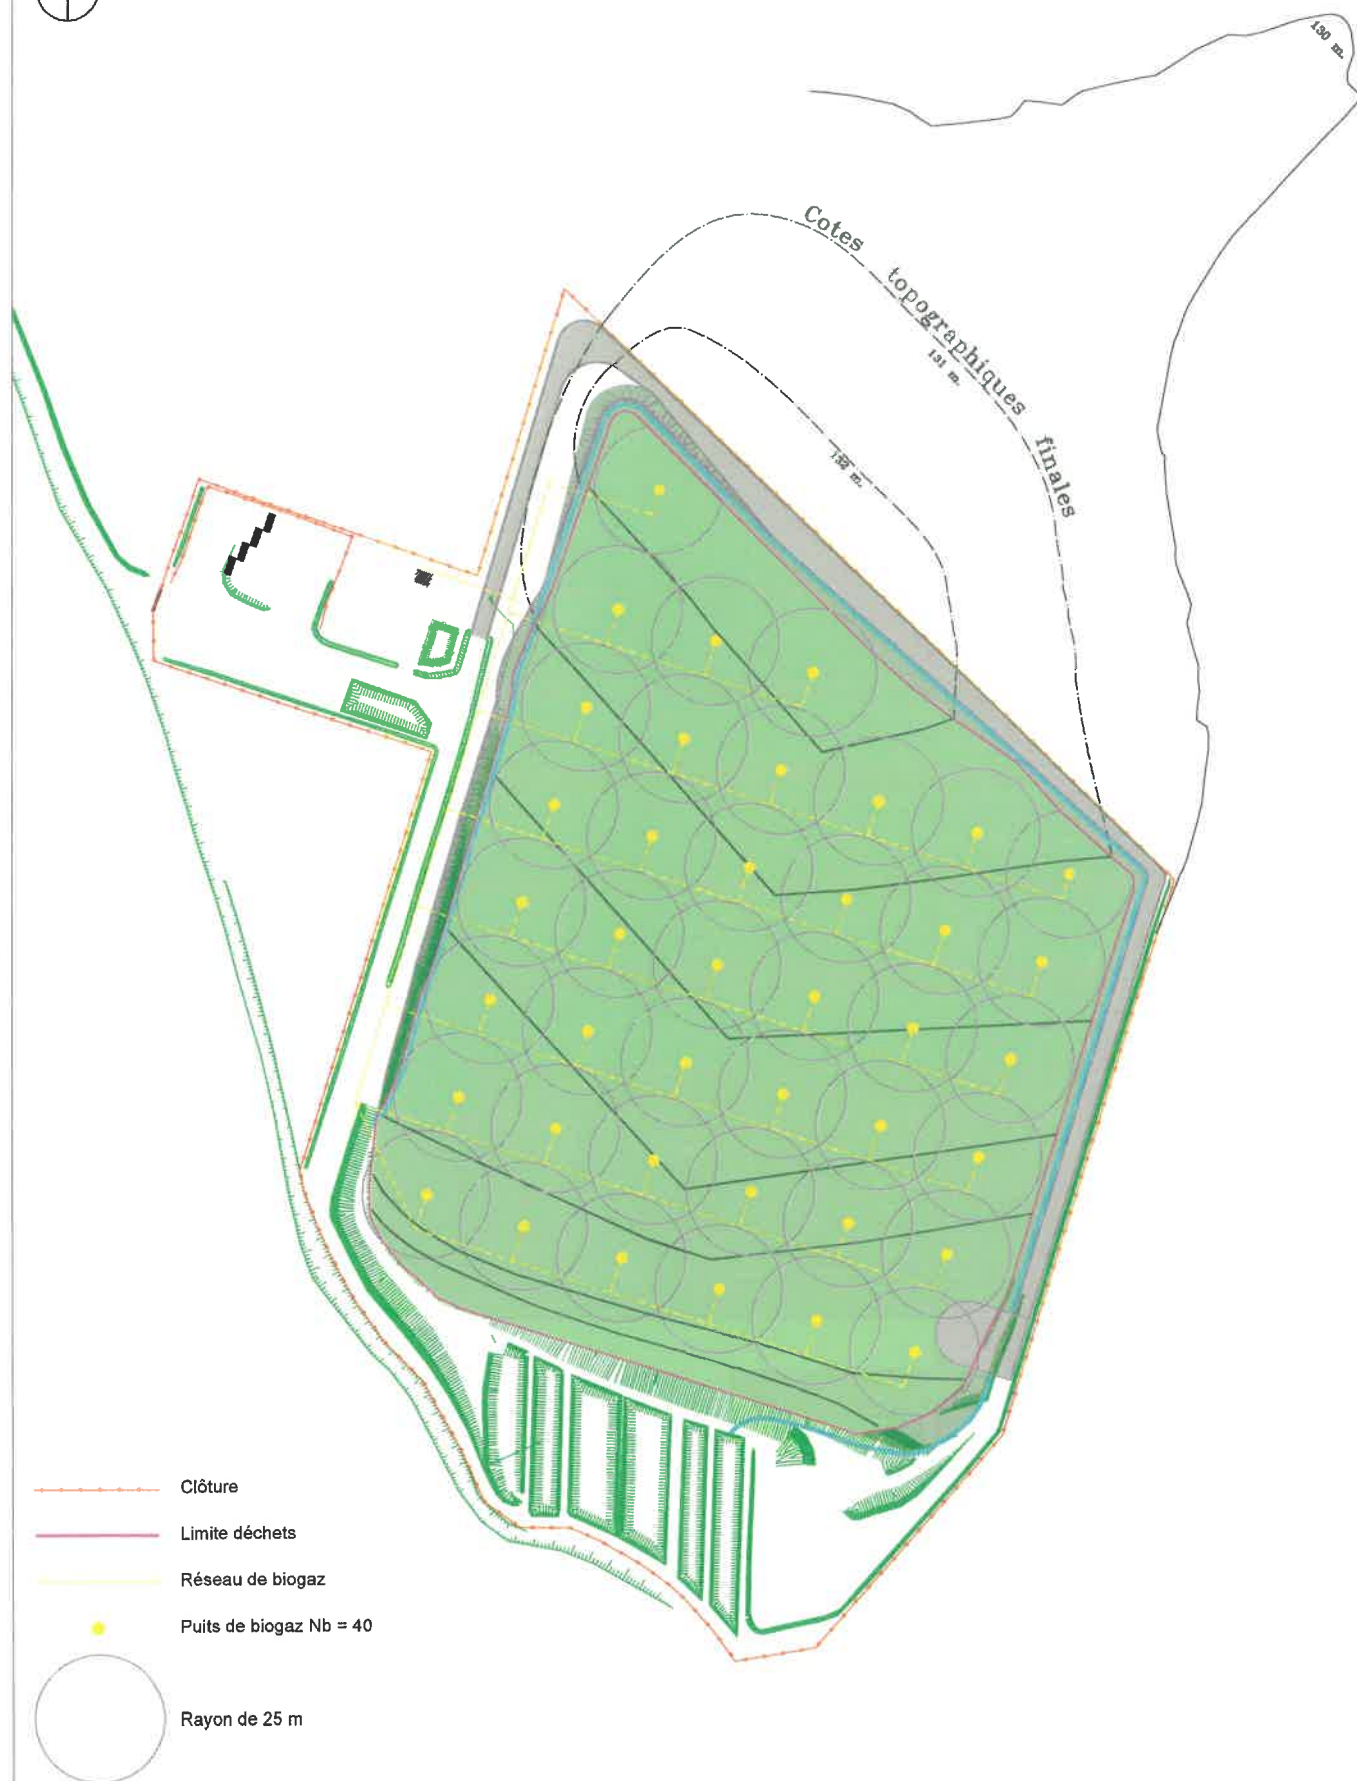 130 m.
Cotes topographiques finales
131 m.
132 m.
Clôture
Limite déchets
Réseau de biogaz
Puits de biogaz Nb = 40
Rayon de 25 m